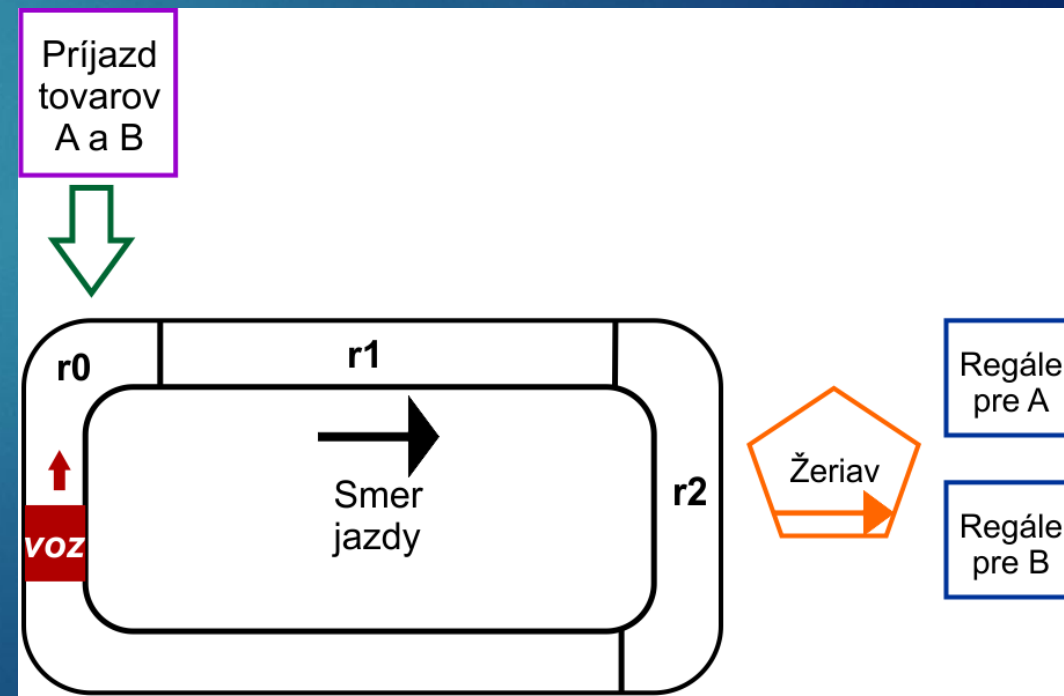 Príjazd
tovarov
A a B
r0
r1
Smer
jazdy
voz
r2
Žeriav
Regále
pre A
Regále
pre B